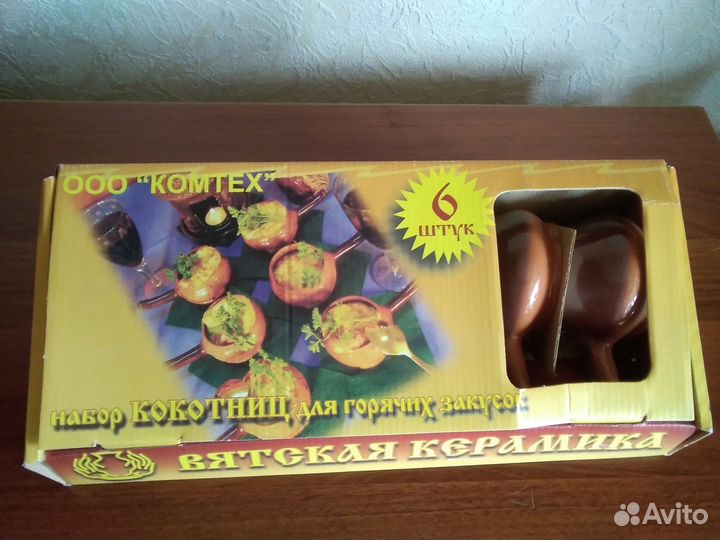 ООО "КОМТЕХ"
6
ШТУК
НАБОР КОКОТНИЦ ДЛЯ ГОРЯЧИХ ЗАКУСОК
ВЯТСКАЯ КЕРАМИКА
Avito